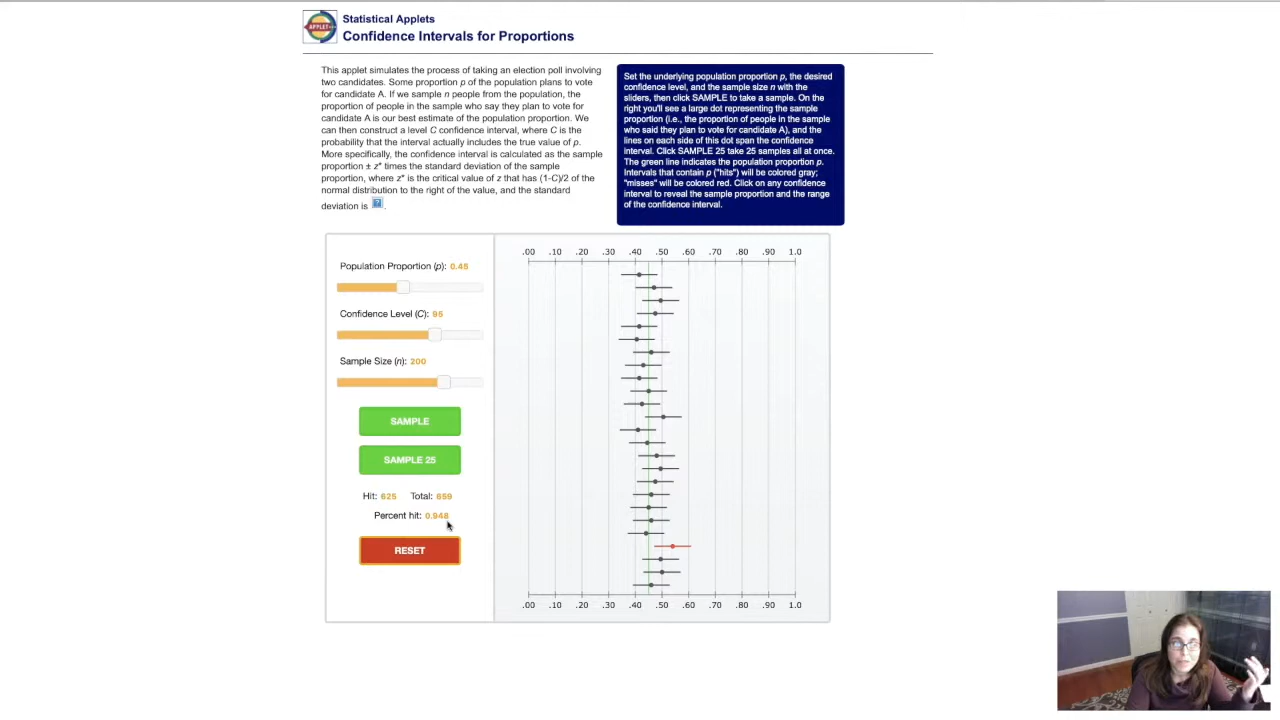 APPLET
Statistical Applets
Confidence Intervals for Proportions
This applet simulates the process of taking an election poll involving
two candidates. Some proportion p of the population plans to vote
for candidate A. If we sample n people from the population, the
proportion of people in the sample who say they plan to vote for
candidate A is our best estimate of the population proportion. We
can then construct a level C confidence interval, where C is the
probability that the interval actually includes the true value of p.
More specifically, the confidence interval is calculated as the sample
proportion ± z* times the standard deviation of the sample
proportion, where z* is the critical value of z that has (1-C)/2 of the
normal distribution to the right of the value, and the standard
deviation is ? .
Set the underlying population proportion p, the desired
confidence level, and the sample size n with the
sliders, then click SAMPLE to take a sample. On the
right you'll see a large dot representing the sample
proportion (i.e., the proportion of people in the sample
who said they plan to vote for candidate A), and the
lines on each side of this dot span the confidence
interval. Click SAMPLE 25 take 25 samples all at once.
The green line indicates the population proportion p.
Intervals that contain p ("hits") will be colored gray;
"misses" will be colored red. Click on any confidence
interval to reveal the sample proportion and the range
of the confidence interval.
Population Proportion (p): 0.45
Confidence Level (C): 95
Sample Size (n): 200
SAMPLE
SAMPLE 25
Hit: 625 Total: 659
Percent hit: 0.948
RESET
.00 .10 .20 .30 .40 .50 .60 .70 .80 .90 1.0
.00 .10 .20 .30 .40 .50 .60 .70 .80 .90 1.0